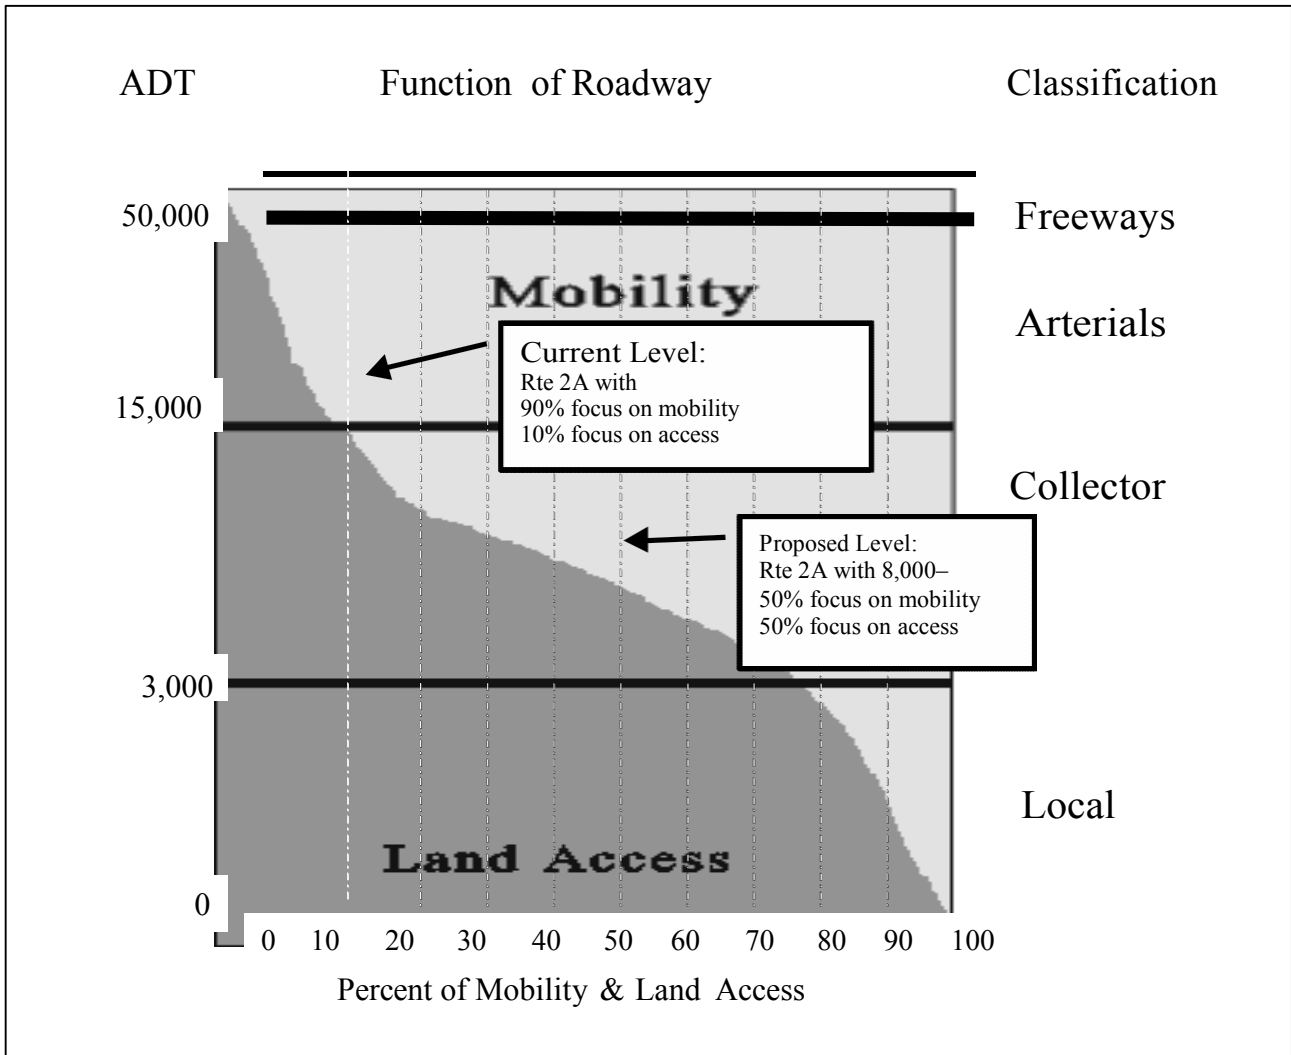 ADT Function of Roadway Classification
50,000
Freeways
Mobility
Arterials
Current Level:
Rte 2A with
90% focus on mobility
10% focus on access
15,000
Collector
Proposed Level:
Rte 2A with 8,000–
50% focus on mobility
50% focus on access
3,000
Local
Land Access
0
0 10 20 30 40 50 60 70 80 90 100
Percent of Mobility & Land Access